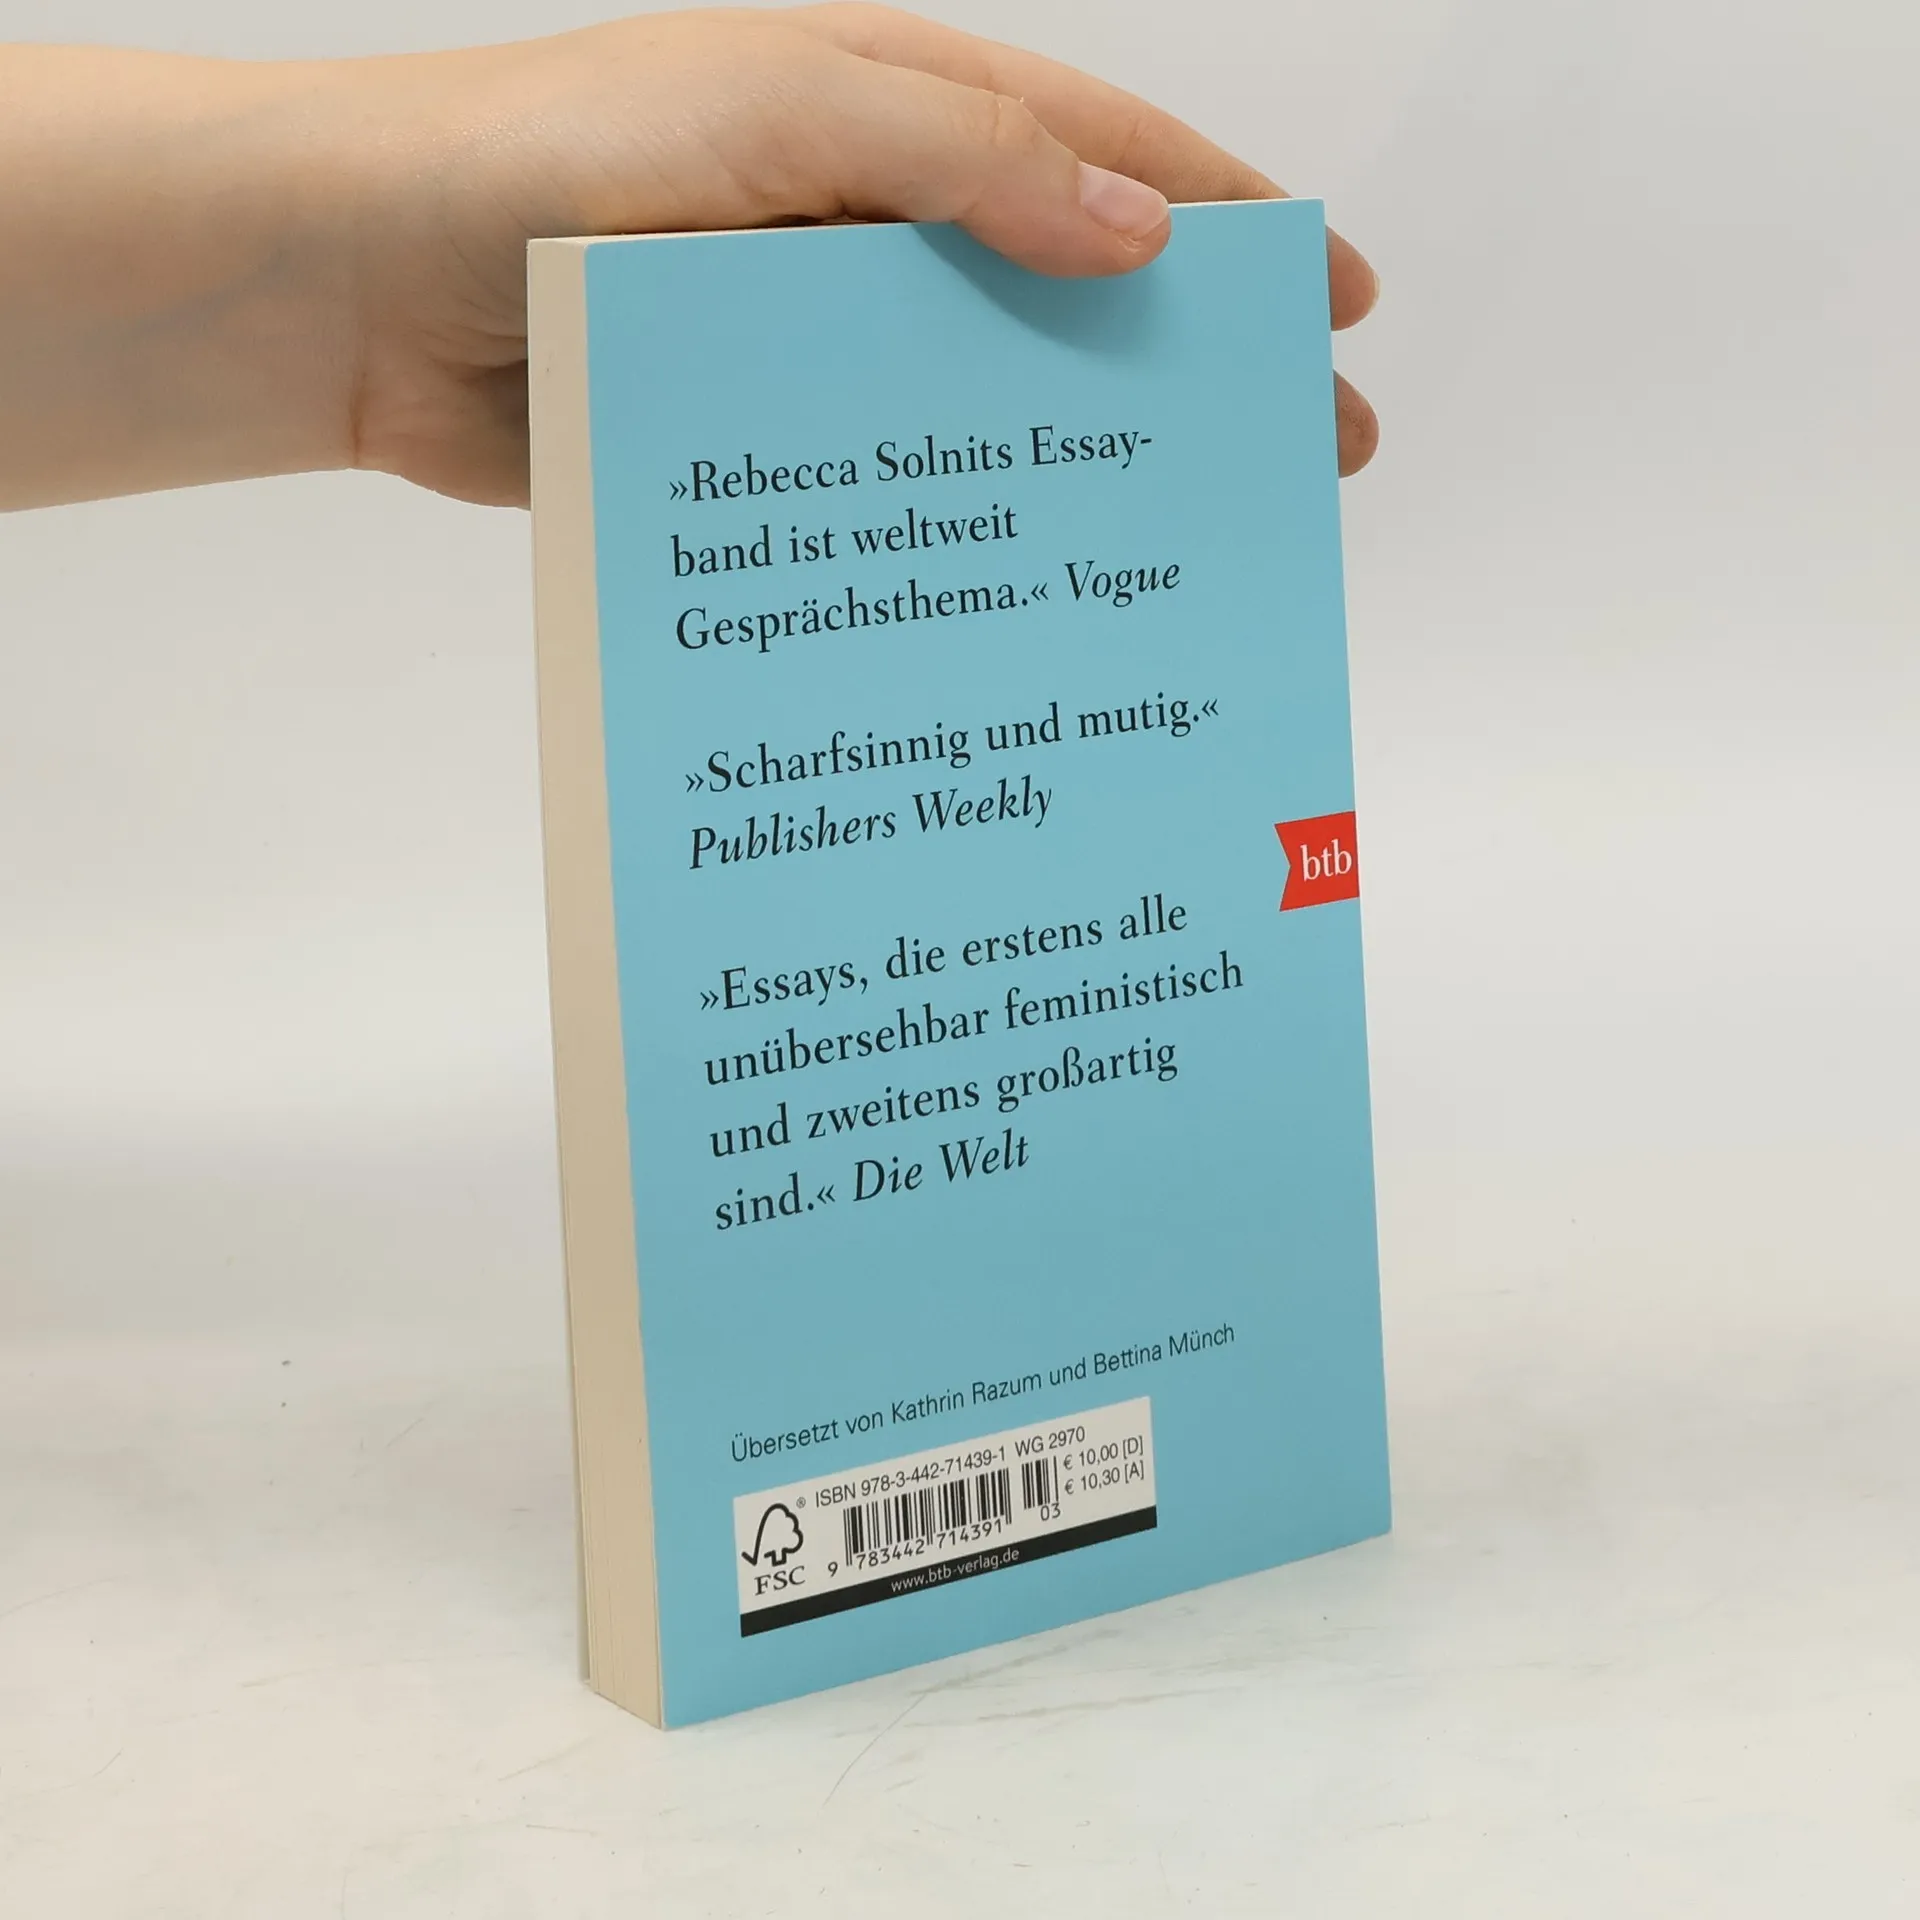 »Rebecca Solnits Essay-
band ist weltweit
Gesprächsthema.« Vogue
»Scharfsinnig und mutig.«
Publishers Weekly
btb
»Essays, die erstens alle
unübersehbar feministisch
und zweitens großartig
sind.« Die Welt
Übersetzt von Kathrin Razum und Bettina Münch
ISBN 978-3-442-71439-1 WG 2970
€ 10,00 [D]
€ 10,30 [A]
® FSC
9 783442 714391 03
www.btb-verlag.de